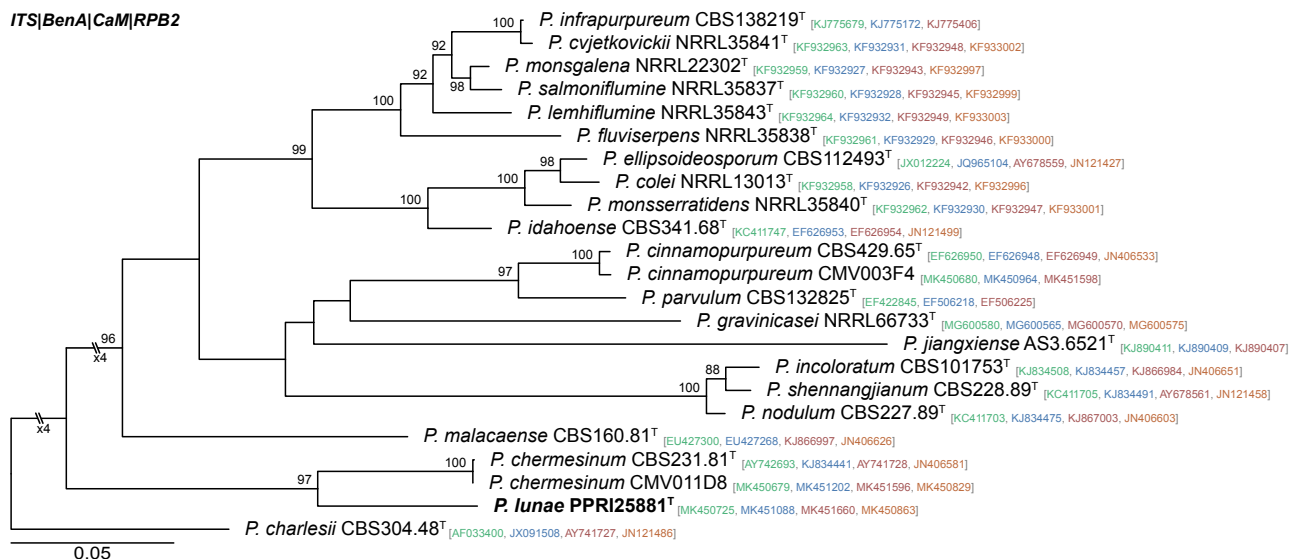 ITS|BenA|CaM|RPB2
P. infrapurpureum CBS138219T [KJ775679, KJ775172, KJ775406]
100
P. cvjetkovickii NRRL35841T [KF932963, KF932931, KF932948, KF933002]
92
P. monsgalena NRRL22302T [KF932959, KF932927, KF932943, KF932997]
92
98
P. salmoniflumine NRRL35837T [KF932960, KF932928, KF932945, KF932999]
100
P. lemhiflumine NRRL35843T [KF932964, KF932932, KF932949, KF933003]
P. fluviserpens NRRL35838T [KF932961, KF932929, KF932946, KF933000]
99
P. ellipsoideosporum CBS112493T [JX012224, JQ965104, AY678559, JN121427]
98
P. colei NRRL13013T [KF932958, KF932926, KF932942, KF932996]
100
P. monsserratidens NRRL35840T [KF932962, KF932930, KF932947, KF933001]
100
P. idahoense CBS341.68T [KC411747, EF626953, EF626954, JN121499]
P. cinnamopurpureum CBS429.65T [EF626950, EF626948, EF626949, JN406533]
100
P. cinnamopurpureum CMV003F4 [MK450680, MK450964, MK451598]
97
P. parvulum CBS132825T [EF422845, EF506218, EF506225]
P. gravinicasei NRRL66733T [MG600580, MG600565, MG600570, MG600575]
96
x4
P. jiangxiense AS3.6521T [KJ890411, KJ890409, KJ890407]
P. incoloratum CBS101753T [KJ834508, KJ834457, KJ866984, JN406651]
88
100
P. shennangjianum CBS228.89T [KC411705, KJ834491, AY678561, JN121458]
x4
P. nodulum CBS227.89T [KC411703, KJ834475, KJ867003, JN406603]
P. malacaense CBS160.81T [EU427300, EU427268, KJ866997, JN406626]
P. chermesinum CBS231.81T [AY742693, KJ834441, AY741728, JN406581]
100
P. chermesinum CMV011D8 [MK450679, MK451202, MK451596, MK450829]
97
P. lunae PPRI25881T [MK450725, MK451088, MK451660, MK450863]
P. charlesii CBS304.48T [AF033400, JX091508, AY741727, JN121486]
0.05